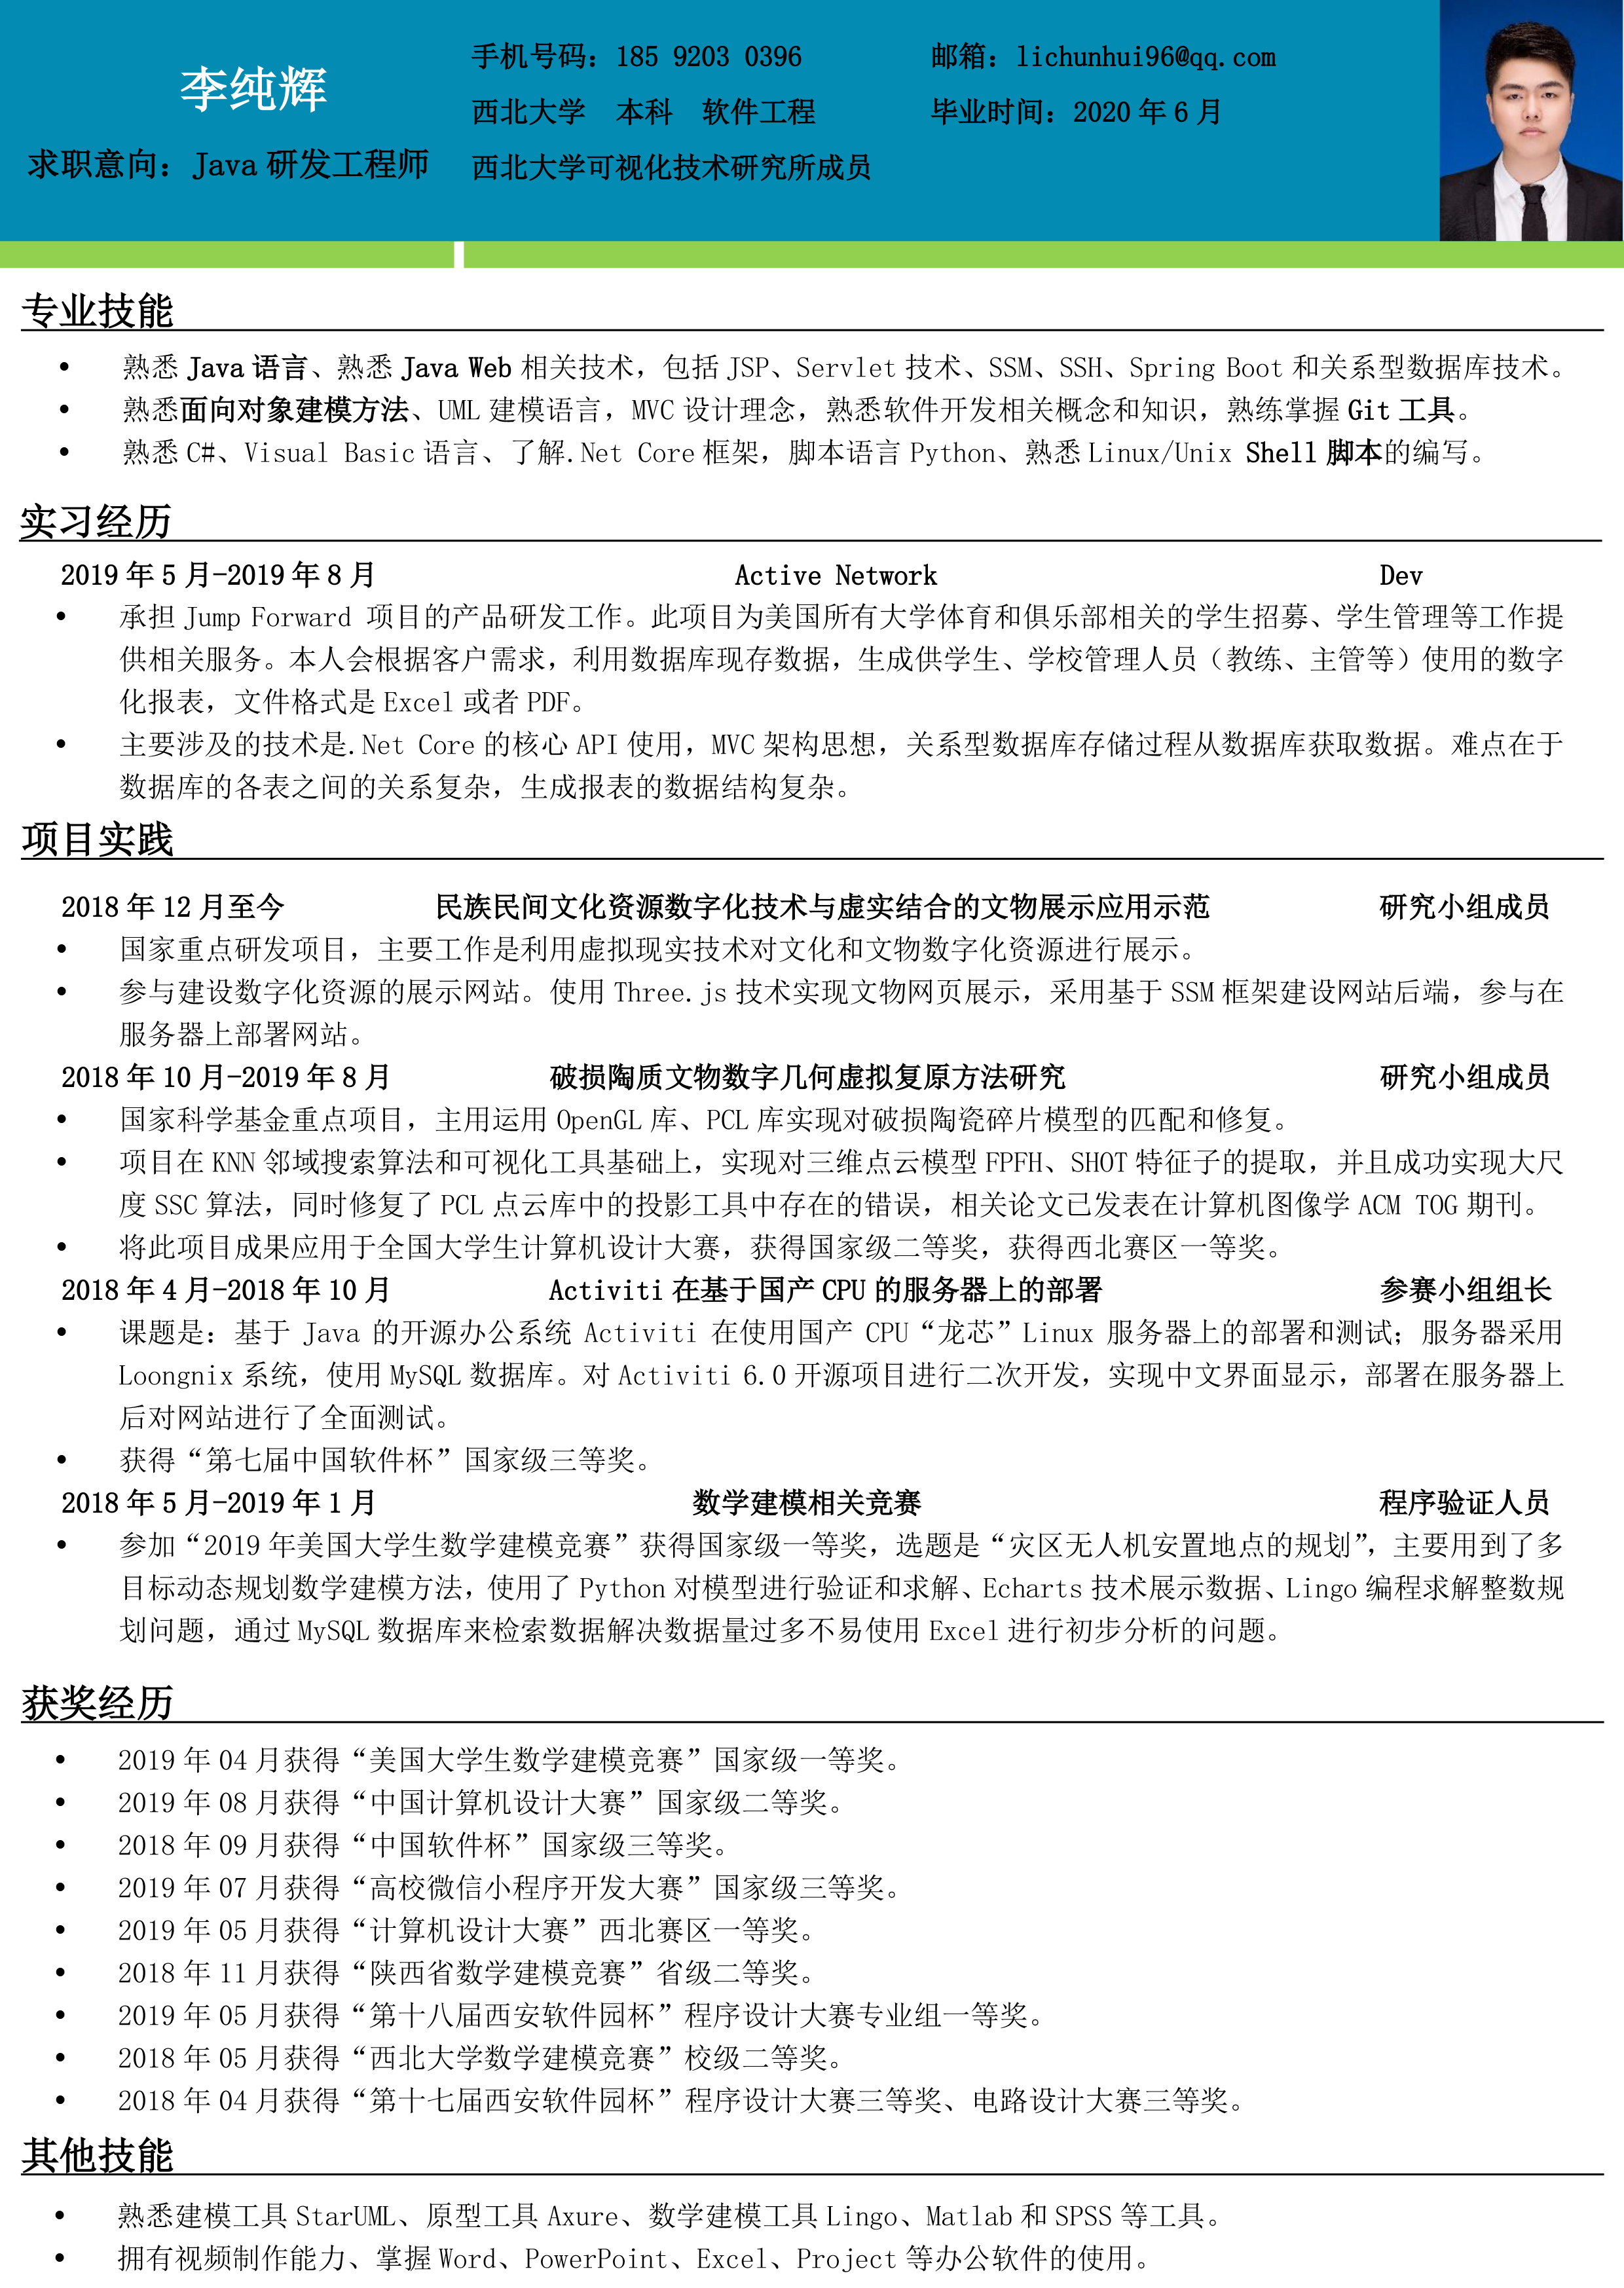 李纯辉
求职意向：Java 研发工程师
手机号码：185 9203 0396
邮箱：lichunhui96@qq.com
西北大学 本科 软件工程
毕业时间：2020 年 6 月
西北大学可视化技术研究所成员
专业技能
• 熟悉 Java 语言、熟悉 Java Web 相关技术，包括 JSP、Servlet 技术、SSM、SSH、Spring Boot 和关系型数据库技术。
• 熟悉面向对象建模方法、UML 建模语言，MVC 设计理念，熟悉软件开发相关概念和知识，熟练掌握 Git 工具。
• 熟悉 C#、Visual Basic 语言、了解.Net Core 框架，脚本语言 Python、熟悉 Linux/Unix Shell 脚本的编写。
实习经历
2019 年 5 月-2019 年 8 月 Active Network Dev
• 承担 Jump Forward 项目的产品研发工作。此项目为美国所有大学体育和俱乐部相关的学生招募、学生管理等工作提
供相关服务。本人会根据客户需求，利用数据库现存数据，生成供学生、学校管理人员（教练、主管等）使用的数字
化报表，文件格式是 Excel 或者 PDF。
• 主要涉及的技术是.Net Core 的核心 API 使用，MVC 架构思想，关系型数据库存储过程从数据库获取数据。难点在于
数据库的各表之间的关系复杂，生成报表的数据结构复杂。
项目实践
2018 年 12 月至今 民族民间文化资源数字化技术与虚实结合的文物展示应用示范 研究小组成员
• 国家重点研发项目，主要工作是利用虚拟现实技术对文化和文物数字化资源进行展示。
• 参与建设数字化资源的展示网站。使用 Three.js 技术实现文物网页展示，采用基于 SSM 框架建设网站后端，参与在
服务器上部署网站。
2018 年 10 月-2019 年 8 月 破损陶质文物数字几何虚拟复原方法研究 研究小组成员
• 国家科学基金重点项目，主用运用 OpenGL 库、PCL 库实现对破损陶瓷碎片模型的匹配和修复。
• 项目在 KNN 邻域搜索算法和可视化工具基础上，实现对三维点云模型 FPFH、SHOT 特征子的提取，并且成功实现大尺
度 SSC 算法，同时修复了 PCL 点云库中的投影工具中存在的错误，相关论文已发表在计算机图像学 ACM TOG 期刊。
• 将此项目成果应用于全国大学生计算机设计大赛，获得国家级二等奖，获得西北赛区一等奖。
2018 年 4 月-2018 年 10 月 Activiti 在基于国产 CPU 的服务器上的部署 参赛小组组长
• 课题是：基于 Java 的开源办公系统 Activiti 在使用国产 CPU“龙芯”Linux 服务器上的部署和测试；服务器采用
Loongnix 系统，使用 MySQL 数据库。对 Activiti 6.0 开源项目进行二次开发，实现中文界面显示，部署在服务器上
后对网站进行了全面测试。
• 获得“第七届中国软件杯”国家级三等奖。
2018 年 5 月-2019 年 1 月 数学建模相关竞赛 程序验证人员
• 参加“2019 年美国大学生数学建模竞赛”获得国家级一等奖，选题是“灾区无人机安置地点的规划”，主要用到了多
目标动态规划数学建模方法，使用了 Python 对模型进行验证和求解、Echarts 技术展示数据、Lingo 编程求解整数规
划问题，通过 MySQL 数据库来检索数据解决数据量过多不易使用 Excel 进行初步分析的问题。
获奖经历
• 2019 年 04 月获得“美国大学生数学建模竞赛”国家级一等奖。
• 2019 年 08 月获得“中国计算机设计大赛”国家级二等奖。
• 2018 年 09 月获得“中国软件杯”国家级三等奖。
• 2019 年 07 月获得“高校微信小程序开发大赛”国家级三等奖。
• 2019 年 05 月获得“计算机设计大赛”西北赛区一等奖。
• 2018 年 11 月获得“陕西省数学建模竞赛”省级二等奖。
• 2019 年 05 月获得“第十八届西安软件园杯”程序设计大赛专业组一等奖。
• 2018 年 05 月获得“西北大学数学建模竞赛”校级二等奖。
• 2018 年 04 月获得“第十七届西安软件园杯”程序设计大赛三等奖、电路设计大赛三等奖。
其他技能
• 熟悉建模工具 StarUML、原型工具 Axure、数学建模工具 Lingo、Matlab 和 SPSS 等工具。
• 拥有视频制作能力、掌握 Word、PowerPoint、Excel、Project 等办公软件的使用。